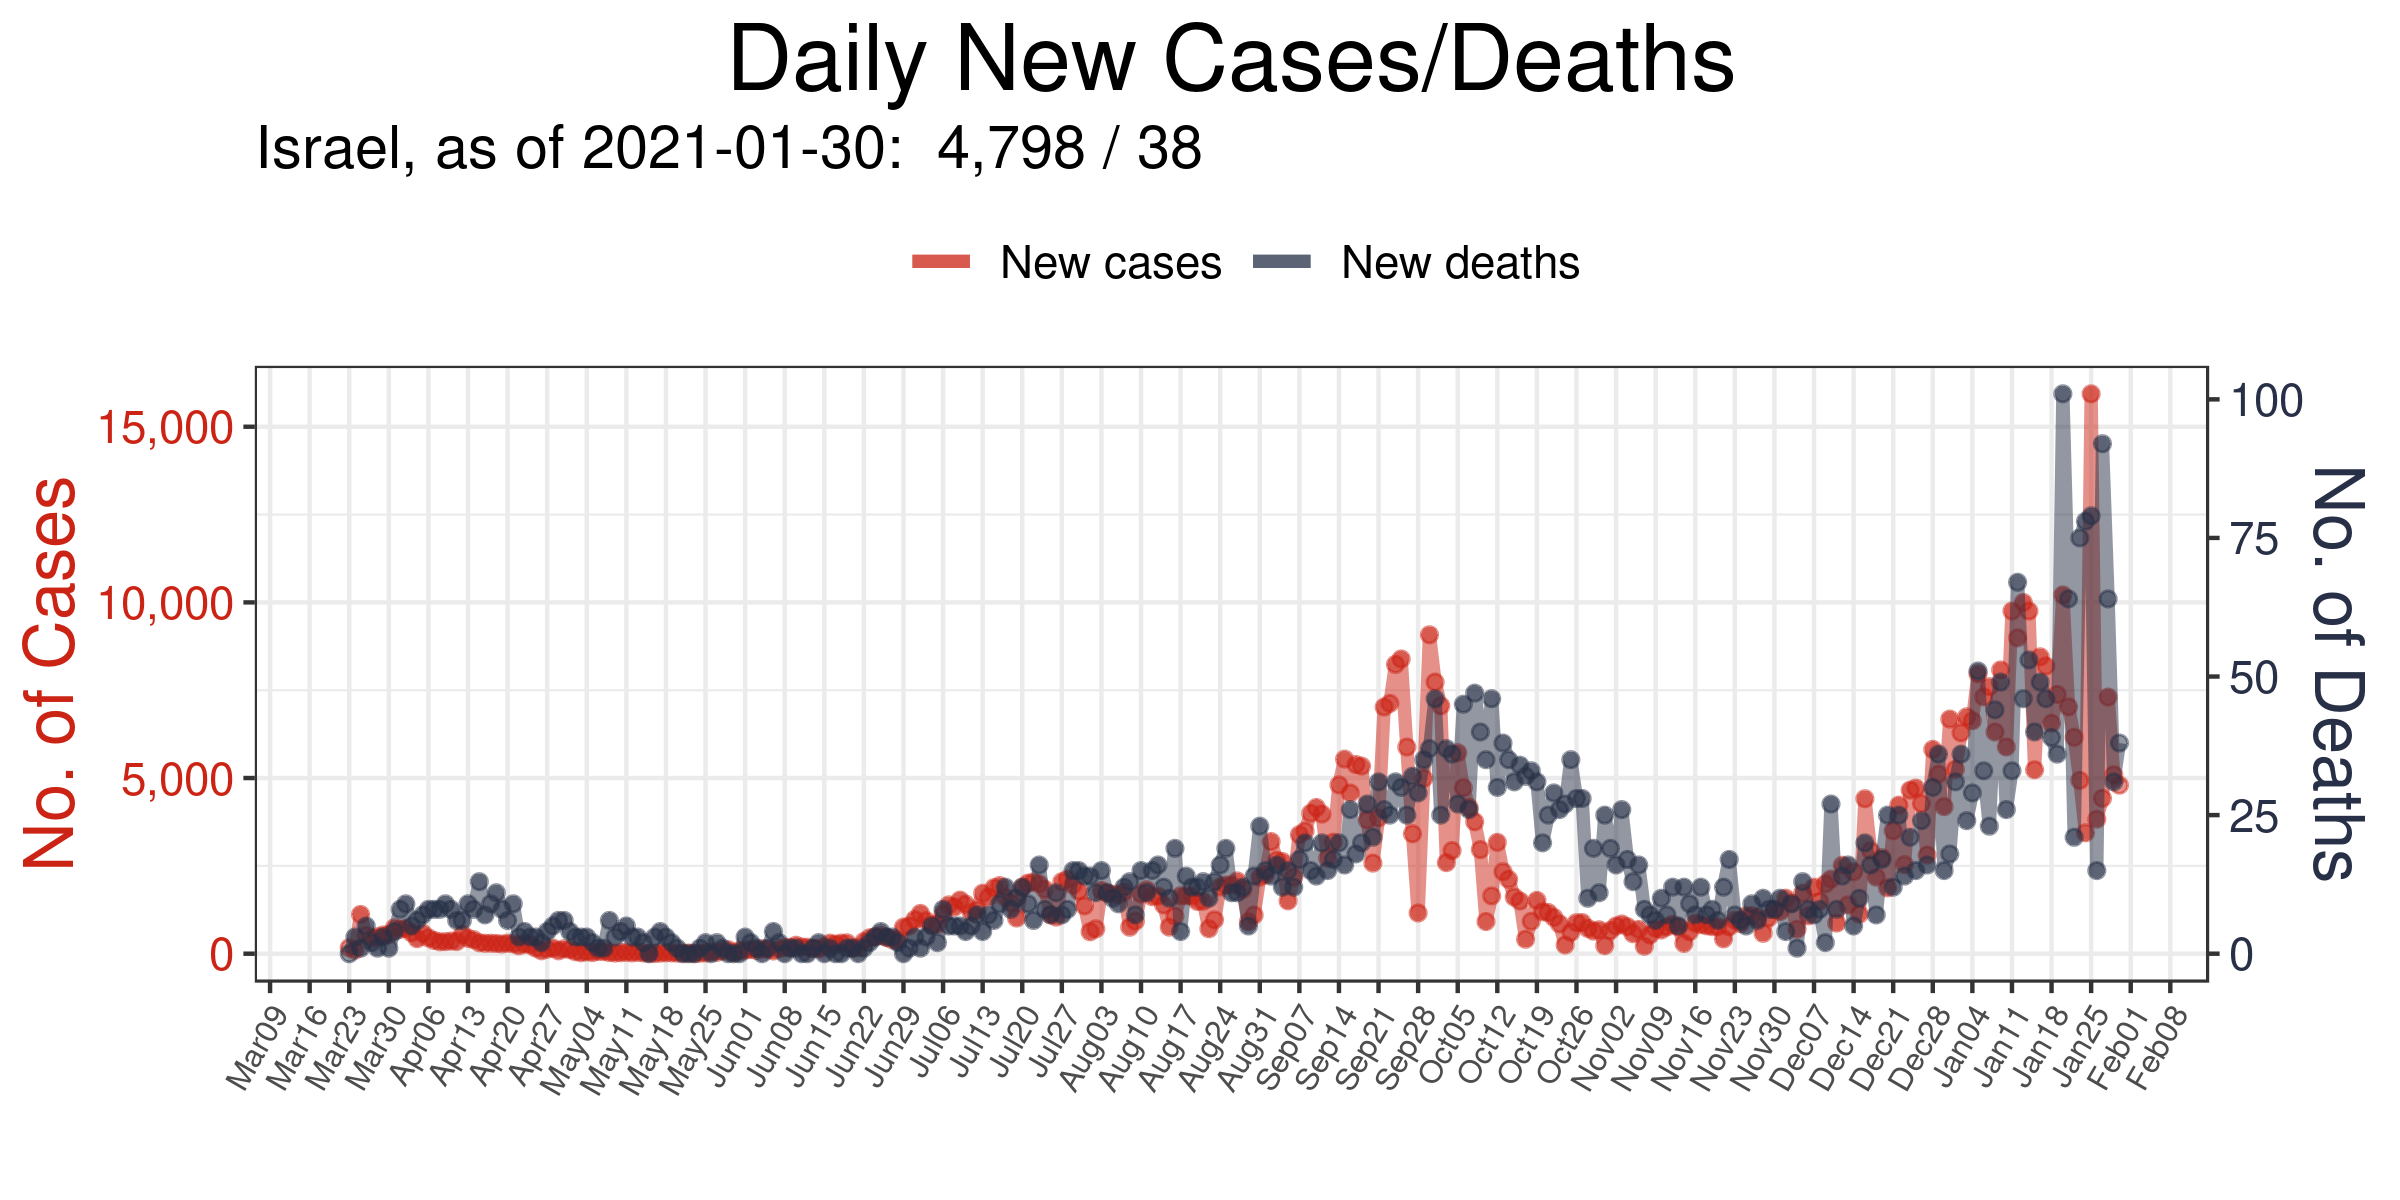 Daily New Cases/Deaths
Israel, as of 2021-01-30: 4,798 / 38
New cases
New deaths
No. of Cases
15,000
10,000
5,000
0
100
75
50
25
0
No. of Deaths
Mar09
Mar16
Mar23
Mar30
Apr06
Apr13
Apr20
Apr27
May04
May11
May18
May25
Jun01
Jun08
Jun15
Jun22
Jun29
Jul06
Jul13
Jul20
Jul27
Aug03
Aug10
Aug17
Aug24
Aug31
Sep07
Sep14
Sep21
Sep28
Oct05
Oct12
Oct19
Oct26
Nov02
Nov09
Nov16
Nov23
Nov30
Dec07
Dec14
Dec21
Dec28
Jan04
Jan11
Jan18
Jan25
Feb01
Feb08